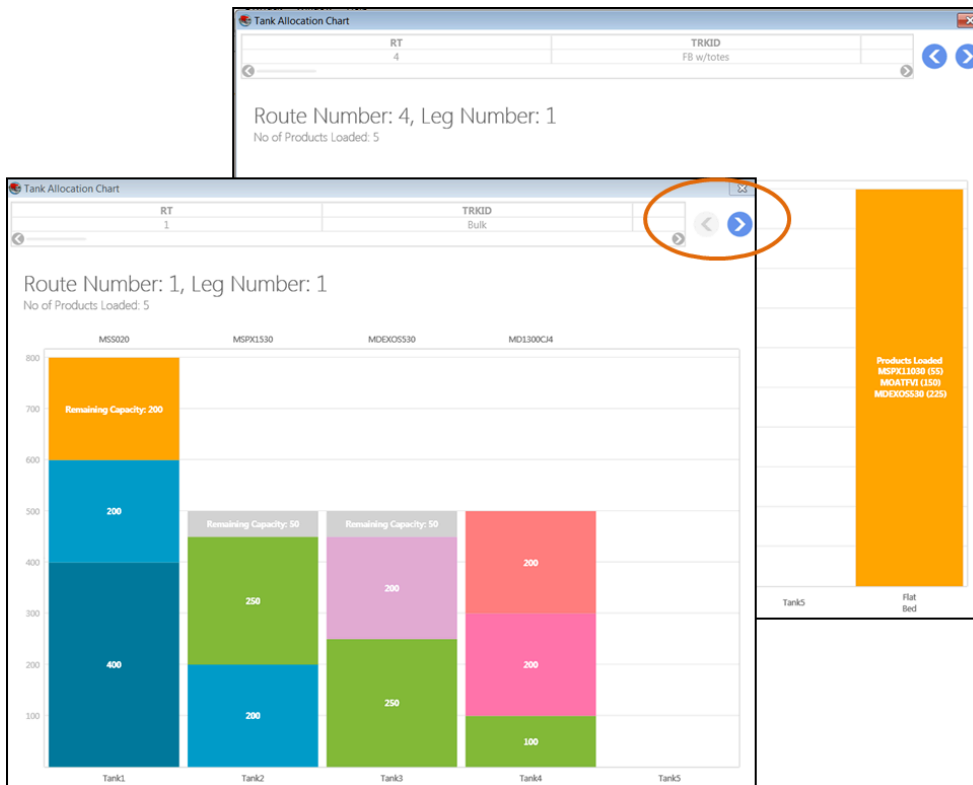 Tank Allocation Chart
RT TRKID
4 FB w/totes
Route Number: 4, Leg Number: 1
No of Products Loaded: 5
Products Loaded
MSPX11030 (55)
MOATFVI (150)
MDEXOS530 (225)
Tank5 Flat
Bed
Tank Allocation Chart
RT TRKID
1 Bulk
Route Number: 1, Leg Number: 1
No of Products Loaded: 5
MS5020 MSPX1530 MDEXOS530 MD1300CJ4
800
Remaining Capacity: 200
700
600
200
500
Remaining Capacity: 50 Remaining Capacity: 50
200
400
250 200
300
200
400 250
200 200
100
100
Tank1 Tank2 Tank3 Tank4 Tank5